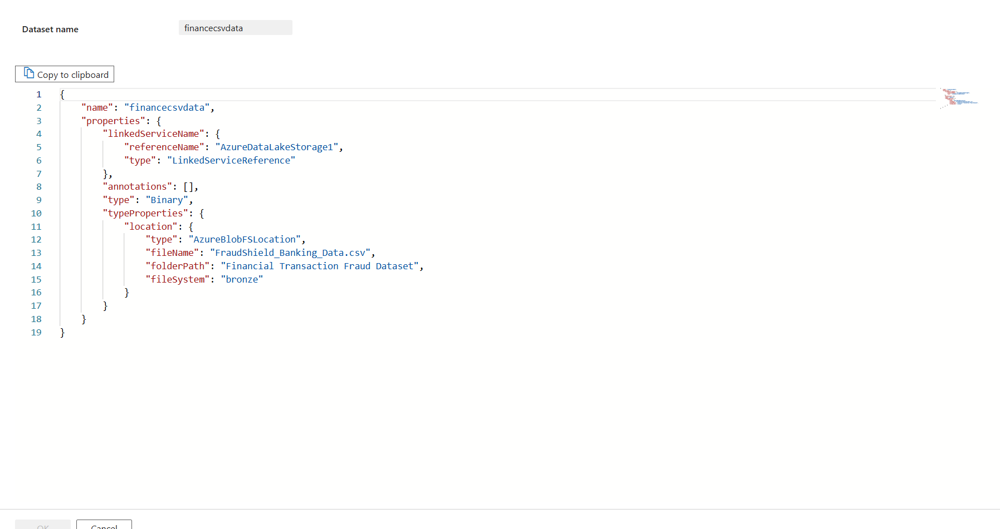 Dataset name
financecsvdata
Copy to clipboard
1 {
2     "name": "financecsvdata",
3     "properties": {
4         "linkedServiceName": {
5             "referenceName": "AzureDataLakeStorage1",
6             "type": "LinkedServiceReference"
7         },
8         "annotations": [],
9         "type": "Binary",
10         "typeProperties": {
11             "location": {
12                 "type": "AzureBlobFSLocation",
13                 "fileName": "FraudShield_Banking_Data.csv",
14                 "folderPath": "Financial Transaction Fraud Dataset",
15                 "fileSystem": "bronze"
16             }
17         }
18     }
19 }
OK
Cancel